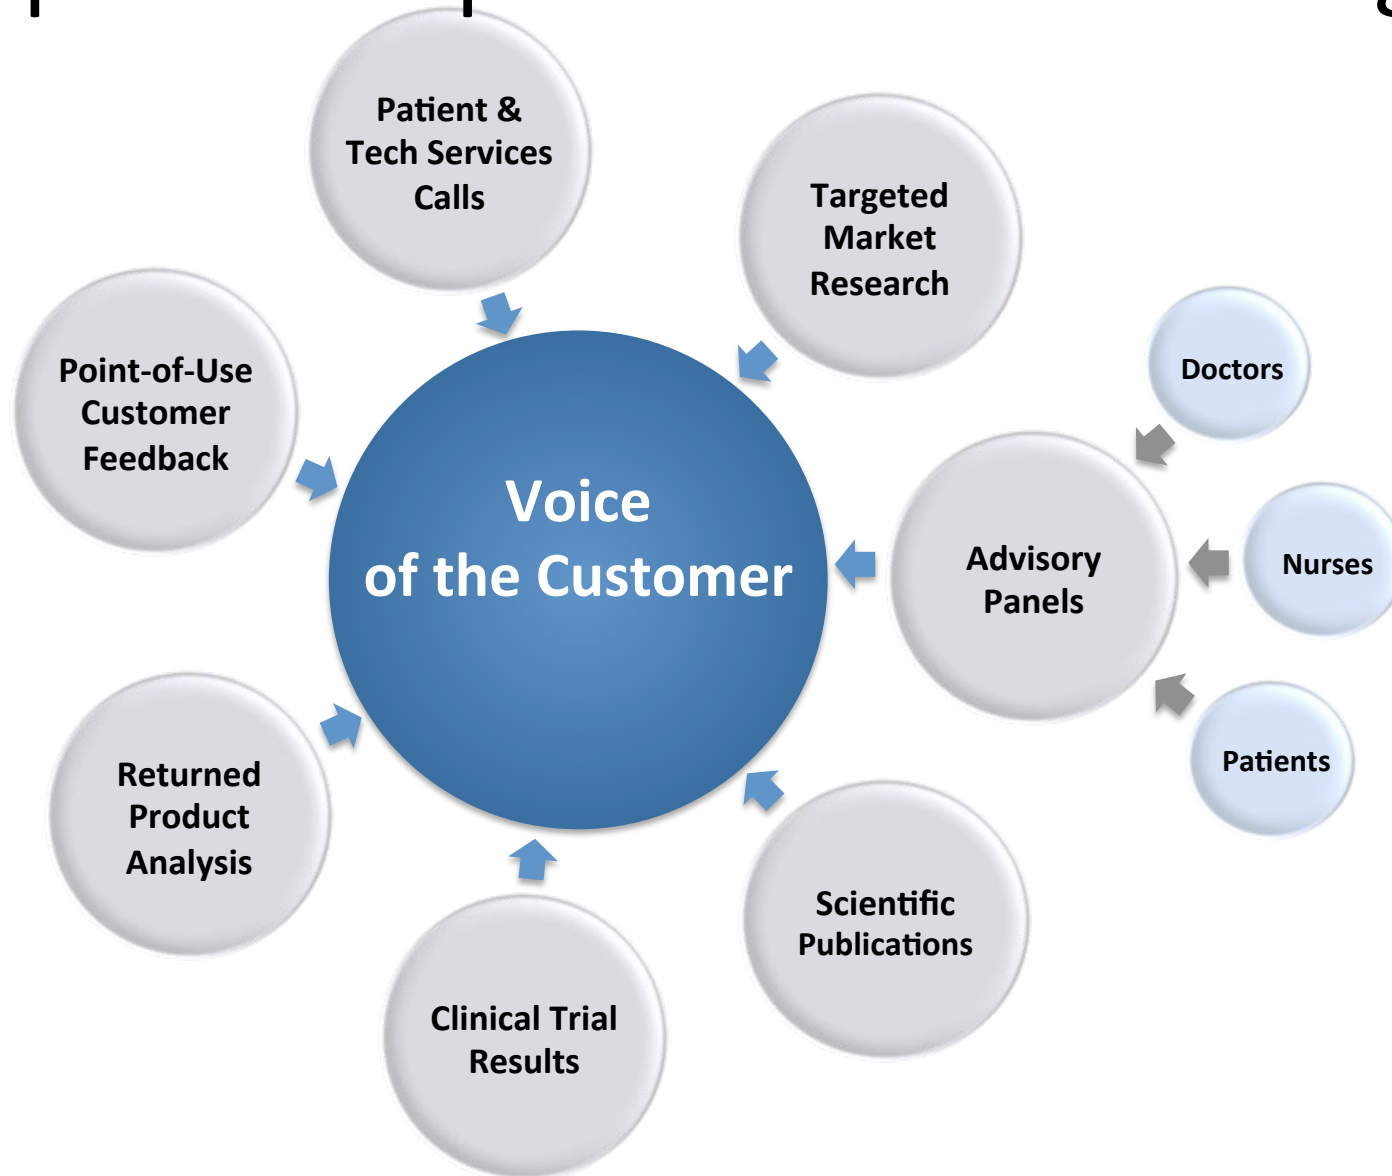 Patient &
Tech Services
Calls
Targeted
Market
Research
Point-of-Use
Customer
Feedback
Doctors
Voice
of the Customer
Advisory
Panels
Nurses
Patients
Returned
Product
Analysis
Scientific
Publications
Clinical Trial
Results